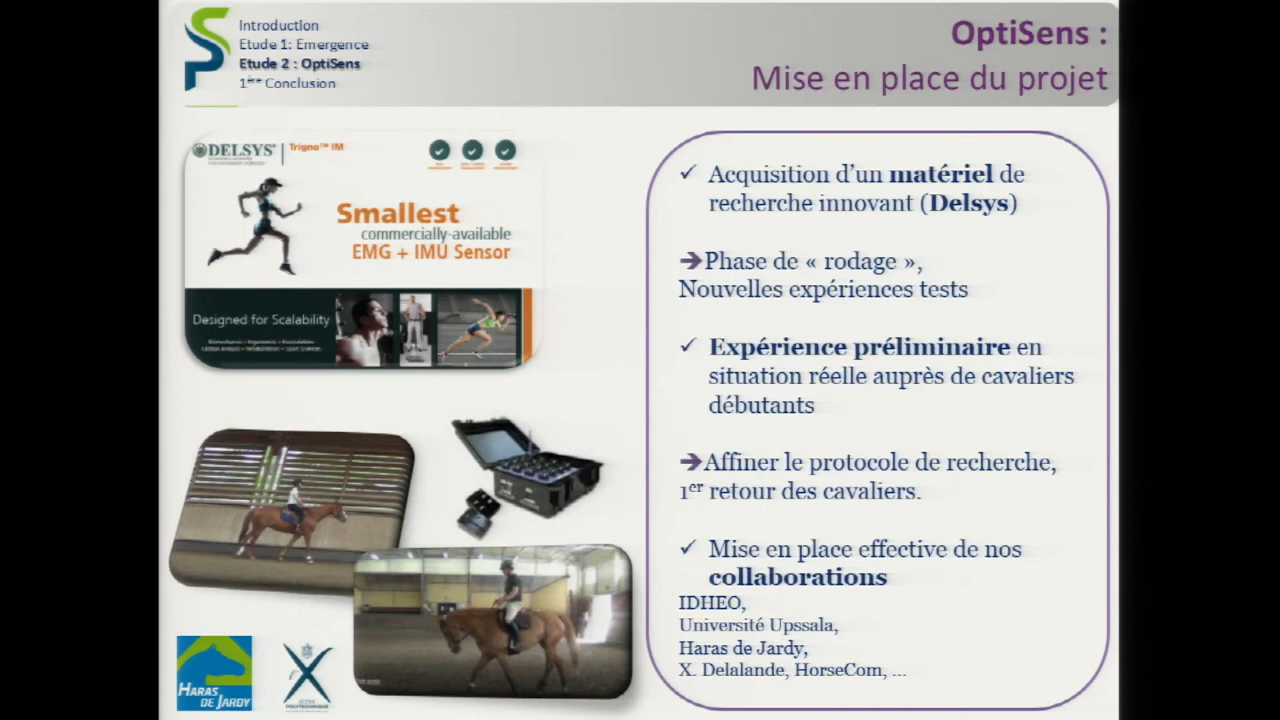 Introduction
Etude 1: Emergence
Etude 2 : OptiSens
1ère Conclusion
OptiSens :
Mise en place du projet
DELSYS® Trigno™ IM
Smallest
commercially-available
EMG + IMU Sensor
Designed for Scalability
✓ Acquisition d’un matériel de
recherche innovant (Delsys)
➔Phase de « rodage »,
Nouvelles expériences tests
✓ Expérience préliminaire en
situation réelle auprès de cavaliers
débutants
➔Affiner le protocole de recherche,
1er retour des cavaliers.
✓ Mise en place effective de nos
collaborations
IDHEO,
Université Upssala,
Haras de Jardy,
X. Delalande, HorseCom, ...
HARAS
DE JARDY
ÉCOLE
POLYTECHNIQUE